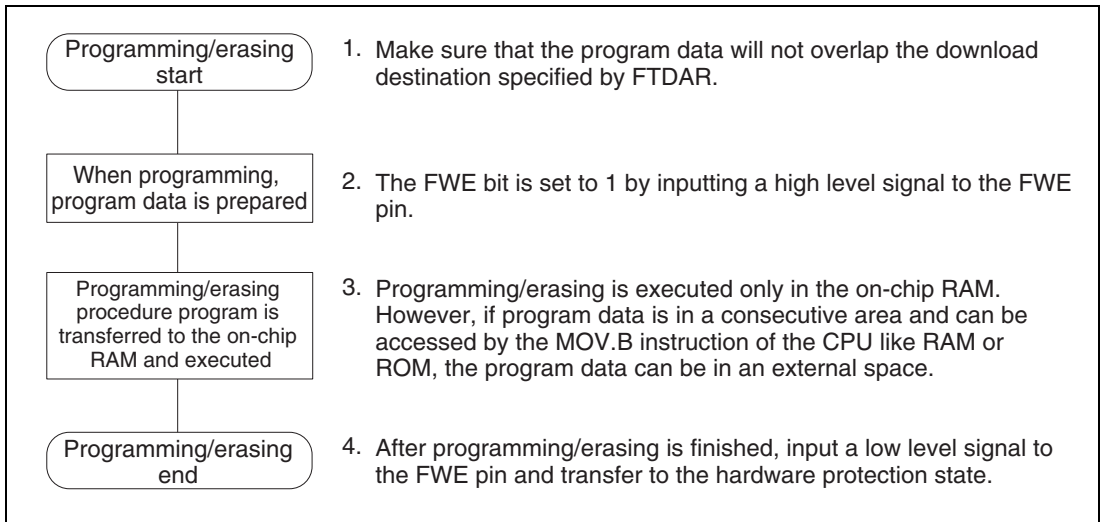 Programming/erasing
start
When programming,
program data is prepared
Programming/erasing
procedure program is
transferred to the on-chip
RAM and executed
Programming/erasing
end
1. Make sure that the program data will not overlap the download
destination specified by FTDAR.
2. The FWE bit is set to 1 by inputting a high level signal to the FWE
pin.
3. Programming/erasing is executed only in the on-chip RAM.
However, if program data is in a consecutive area and can be
accessed by the MOV.B instruction of the CPU like RAM or
ROM, the program data can be in an external space.
4. After programming/erasing is finished, input a low level signal to
the FWE pin and transfer to the hardware protection state.